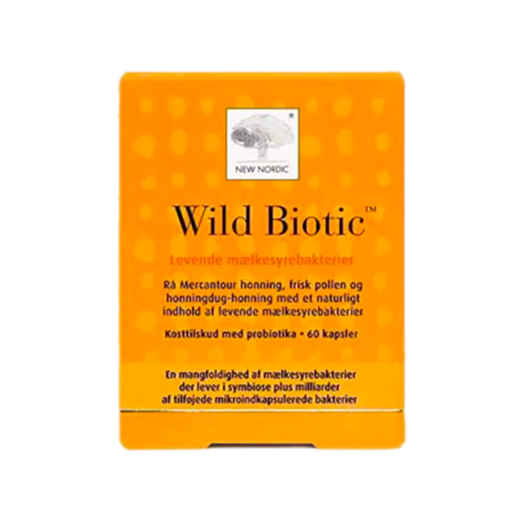 ®
NEW NORDIC
Wild Biotic™
Levende mælkesyrebakterier
Rå Mercantour honning, frisk pollen og
honningdug-honning med et naturligt
indhold af levende mælkesyrebakterier
Kosttilskud med probiotika • 60 kapsler
En mangfoldighed af mælkesyrebakterier
der lever i symbiose plus milliarder
af tilføjede mikroindkapsulerede bakterier